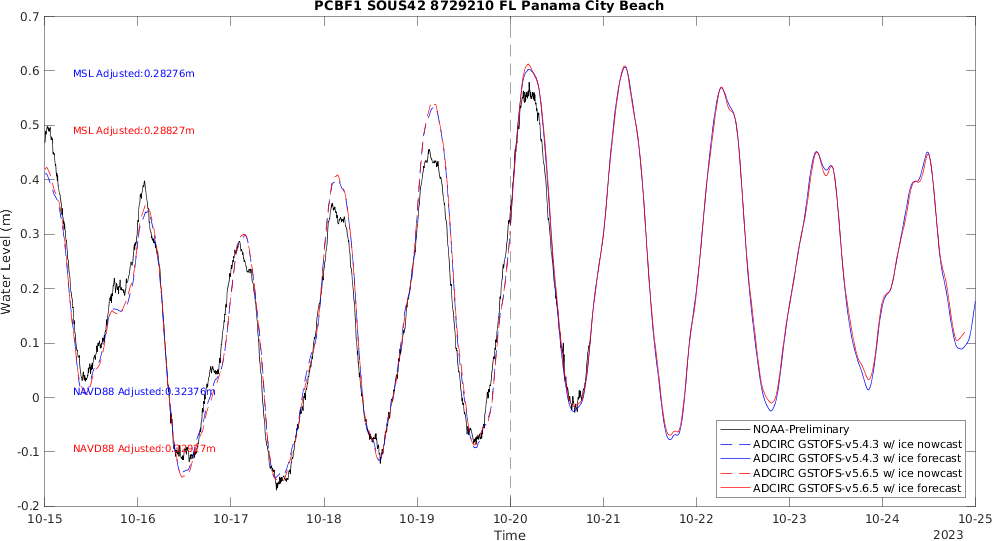 PCBF1 SOUS42 8729210 FL Panama City Beach
0.7
0.6
0.5
0.4
0.3
0.2
0.1
0
-0.1
-0.2
Water Level (m)
MSL Adjusted:0.28276m
MSL Adjusted:0.28827m
NAVD88 Adjusted:0.32376m
NAVD88 Adjusted:
NOAA-Preliminary
ADCIRC GSTOFS-v5.4.3 w/ ice nowcast
ADCIRC GSTOFS-v5.4.3 w/ ice forecast
ADCIRC GSTOFS-v5.6.5 w/ ice nowcast
ADCIRC GSTOFS-v5.6.5 w/ ice forecast
10-15 10-16 10-17 10-18 10-19 10-20 10-21 10-22 10-23 10-24 10-25
Time
2023